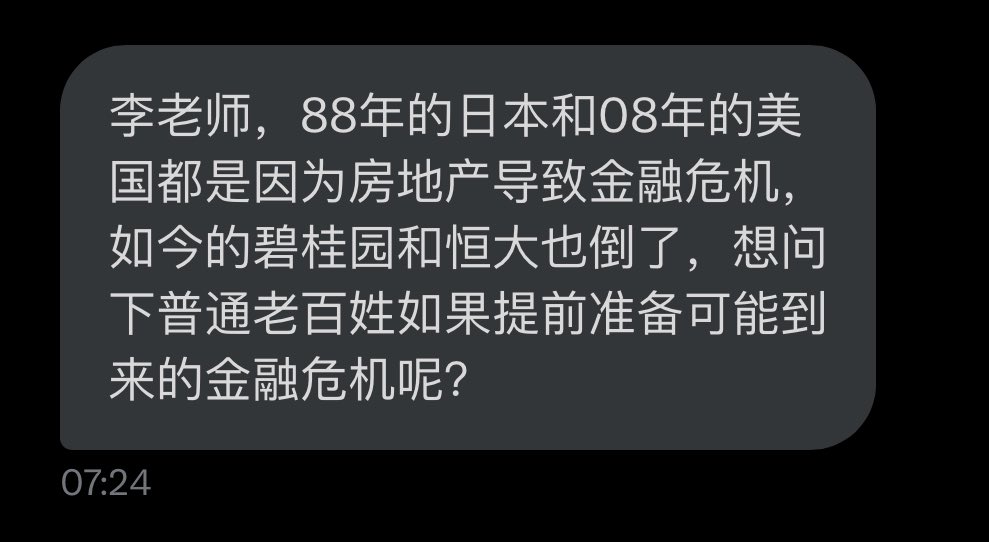 李老师，88年的日本和08年的美
国都是因为房地产导致金融危机，
如今的碧桂园和恒大也倒了，想问
下普通老百姓如果提前准备可能到
来的金融危机呢？
07:24